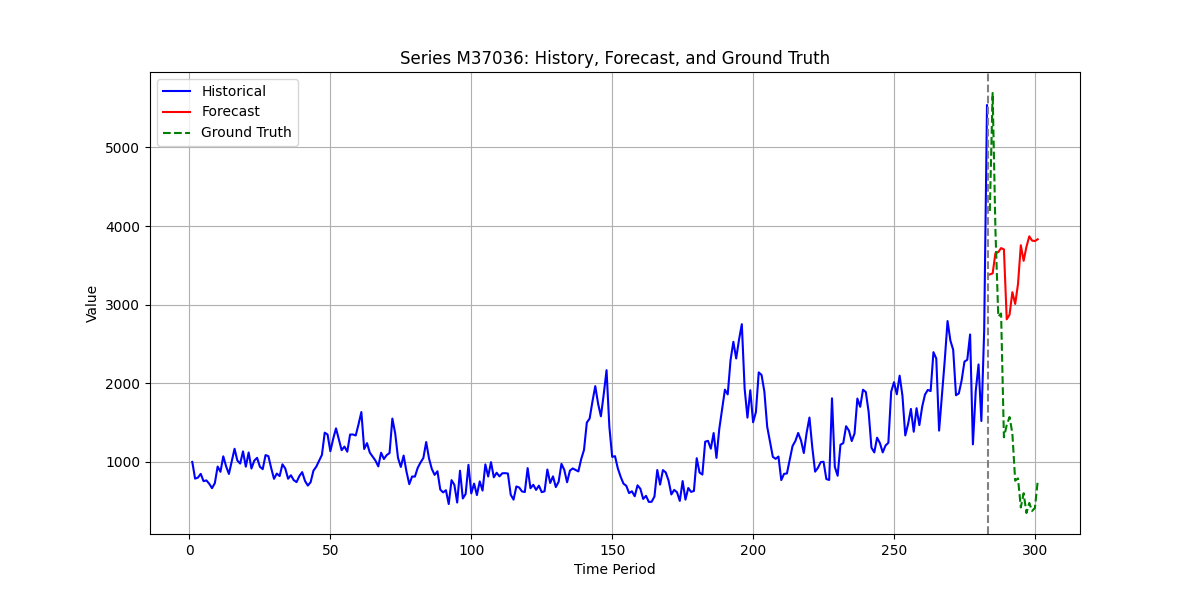 Series M37036: History, Forecast, and Ground Truth
Historical
Forecast
Ground Truth
5000
4000
3000
2000
1000
Value
0 50 100 150 200 250 300
Time Period